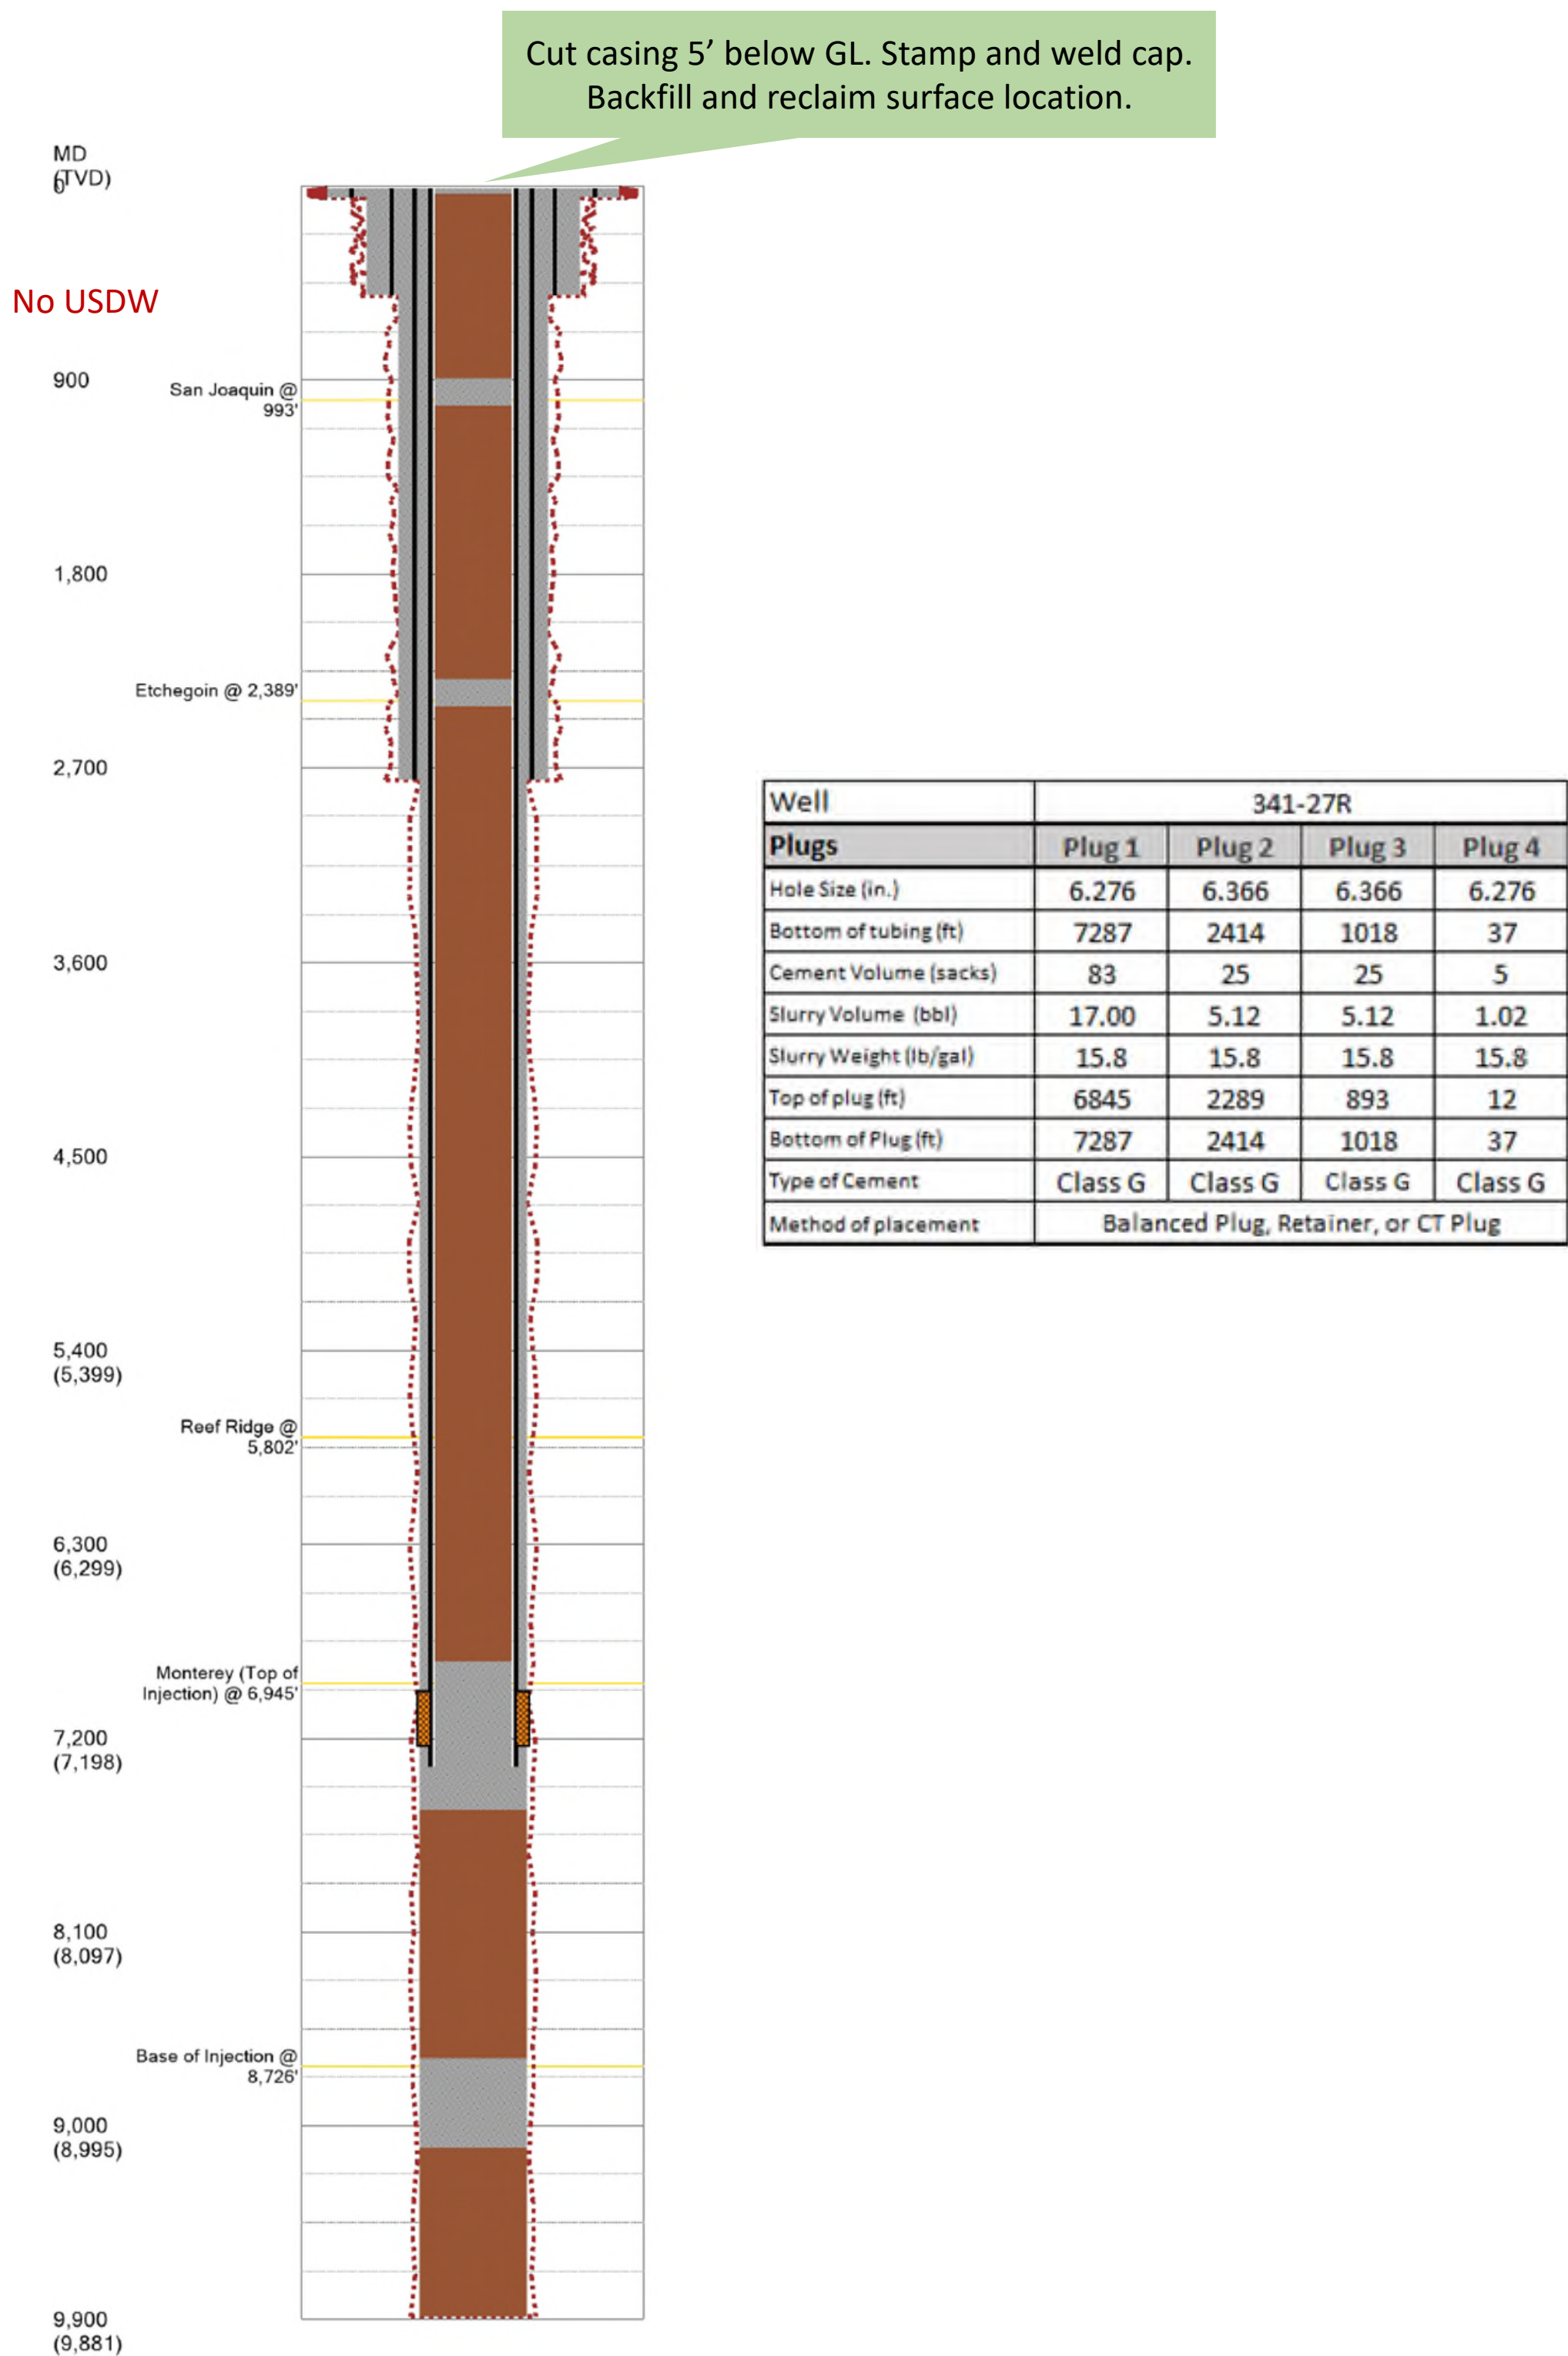 Cut casing 5’ below GL. Stamp and weld cap.
Backfill and reclaim surface location.
MD
(TVD)
0
No USDW
900
San Joaquin @
993'
1,800
Etchegoin @ 2,389'
2,700
3,600
4,500
5,400
(5,399)
Reef Ridge @
5,802'
6,300
(6,299)
Monterey (Top of
Injection) @ 6,945'
7,200
(7,198)
8,100
(8,097)
Base of Injection @
8,726'
9,000
(8,995)
9,900
(9,881)
Well 341-27R
Plugs Plug 1 Plug 2 Plug 3 Plug 4
Hole Size (in.) 6.276 6.366 6.366 6.276
Bottom of tubing (ft) 7287 2414 1018 37
Cement Volume (sacks) 83 25 25 5
Slurry Volume (bbl) 17.00 5.12 5.12 1.02
Slurry Weight (lb/gal) 15.8 15.8 15.8 15.8
Top of plug (ft) 6845 2289 893 12
Bottom of Plug (ft) 7287 2414 1018 37
Type of Cement Class G Class G Class G Class G
Method of placement Balanced Plug, Retainer, or CT Plug